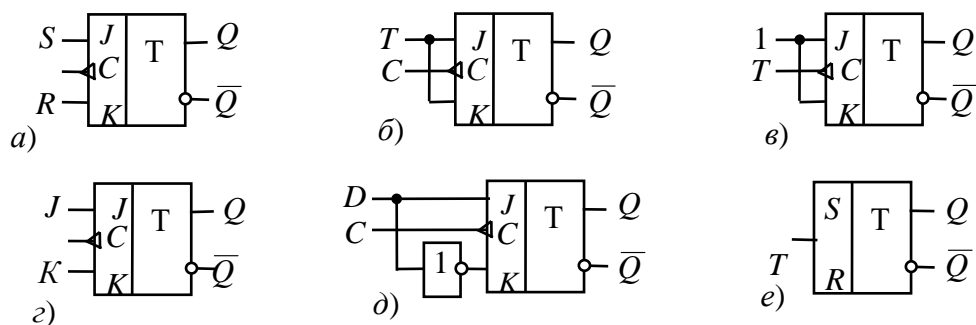 S J T Q
C
R K Q
а)
T J T Q
C C
K Q
б)
1 J T Q
T C
K Q
в)
J J T Q
C
К K Q
г)
D J T Q
C C
1 K Q
д)
S T Q
T R Q
е)